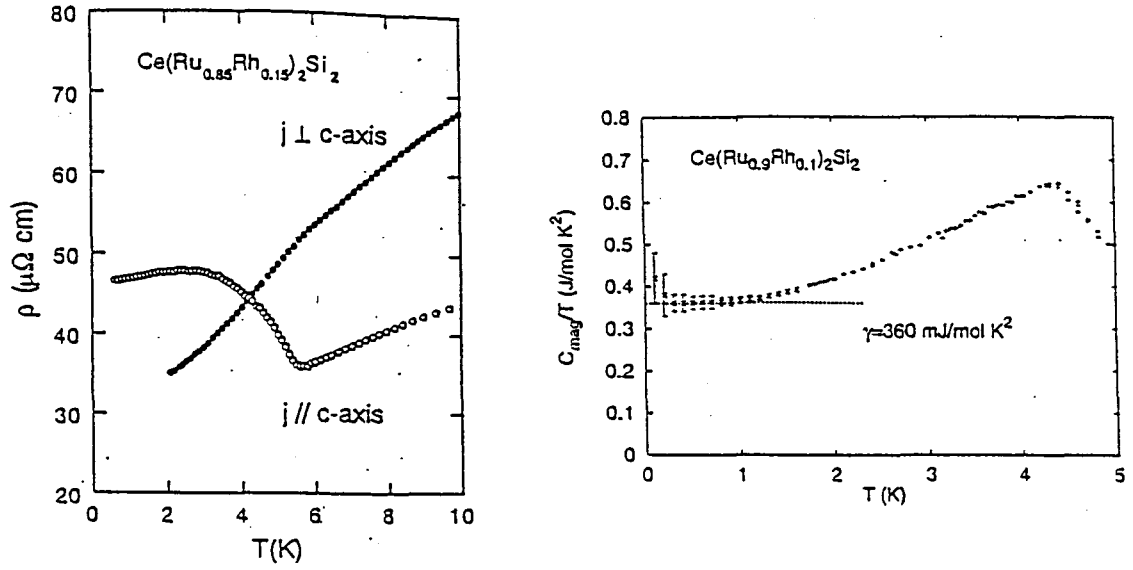 80
70
60
50
40
30
20
ρ (μΩ cm)
Ce(Ru₀.₈₅Rh₀.₁₅)₂Si₂
j ⊥ c-axis
j // c-axis
0 2 4 6 8 10
T(K)
0.8
0.7
0.6
0.5
0.4
0.3
0.2
0.1
0
C_mag/T (J/mol K²)
Ce(Ru₀.₉Rh₀.₁)₂Si₂
γ=360 mJ/mol K²
0 1 2 3 4 5
T (K)